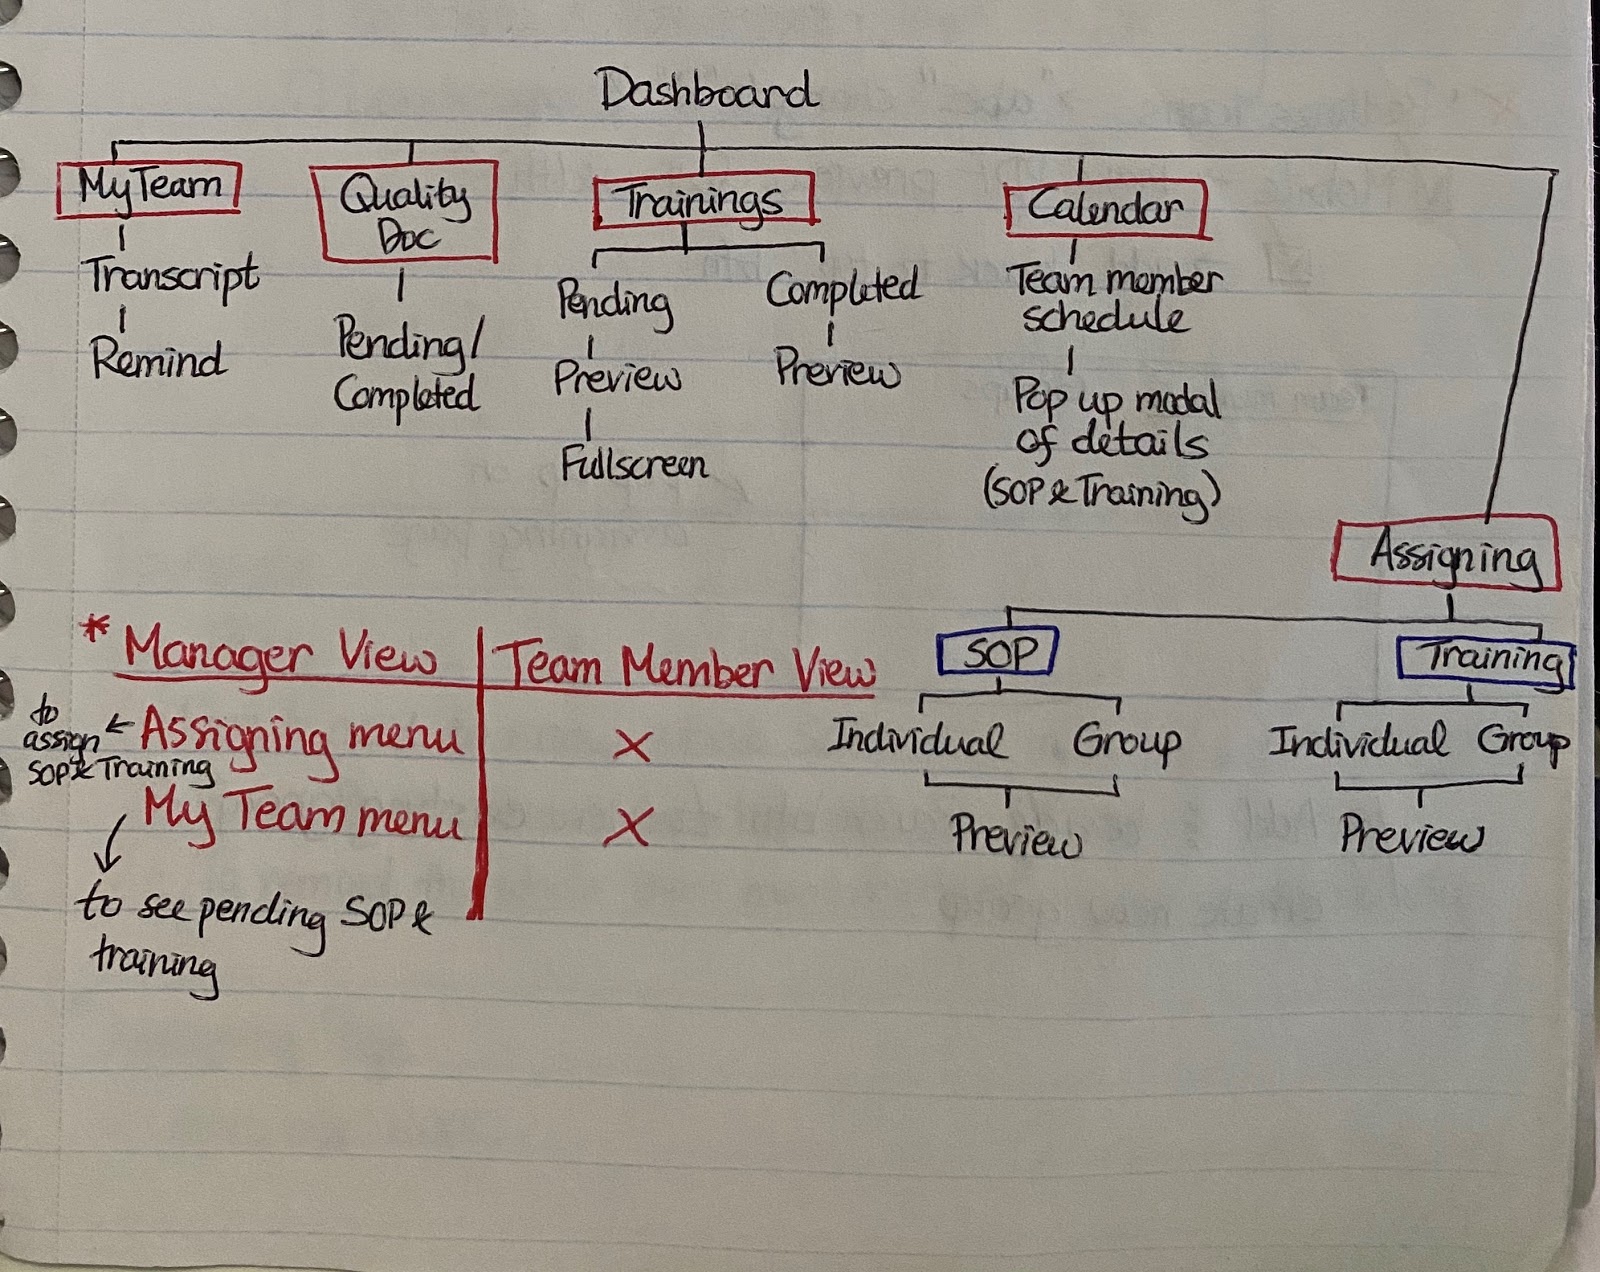 Dashboard
My Team
Quality
Doc
Trainings
Calendar
Transcript
Remind
Pending/
Completed
Pending
Preview
Fullscreen
Completed
Preview
Team member
schedule
Pop up modal
of details
(SOP & Training)
Assigning
SOP
Training
Individual
Group
Preview
Individual
Group
Preview
* Manager View
Team Member View
to
assign
SOP & Training
← Assigning menu
X
My Team menu
X
to see pending SOP &
training